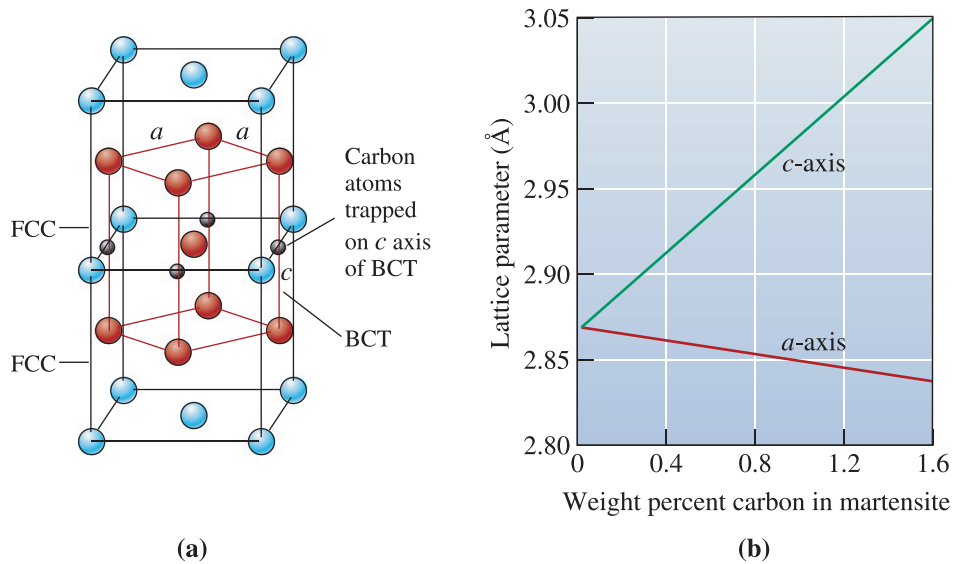 a
a
Carbon
atoms
trapped
on c axis
of BCT
FCC
c
BCT
FCC
(a)
Lattice parameter (Å)
3.05
3.00
2.95
2.90
2.85
2.80
c-axis
a-axis
0
0.4
0.8
1.2
1.6
Weight percent carbon in martensite
(b)